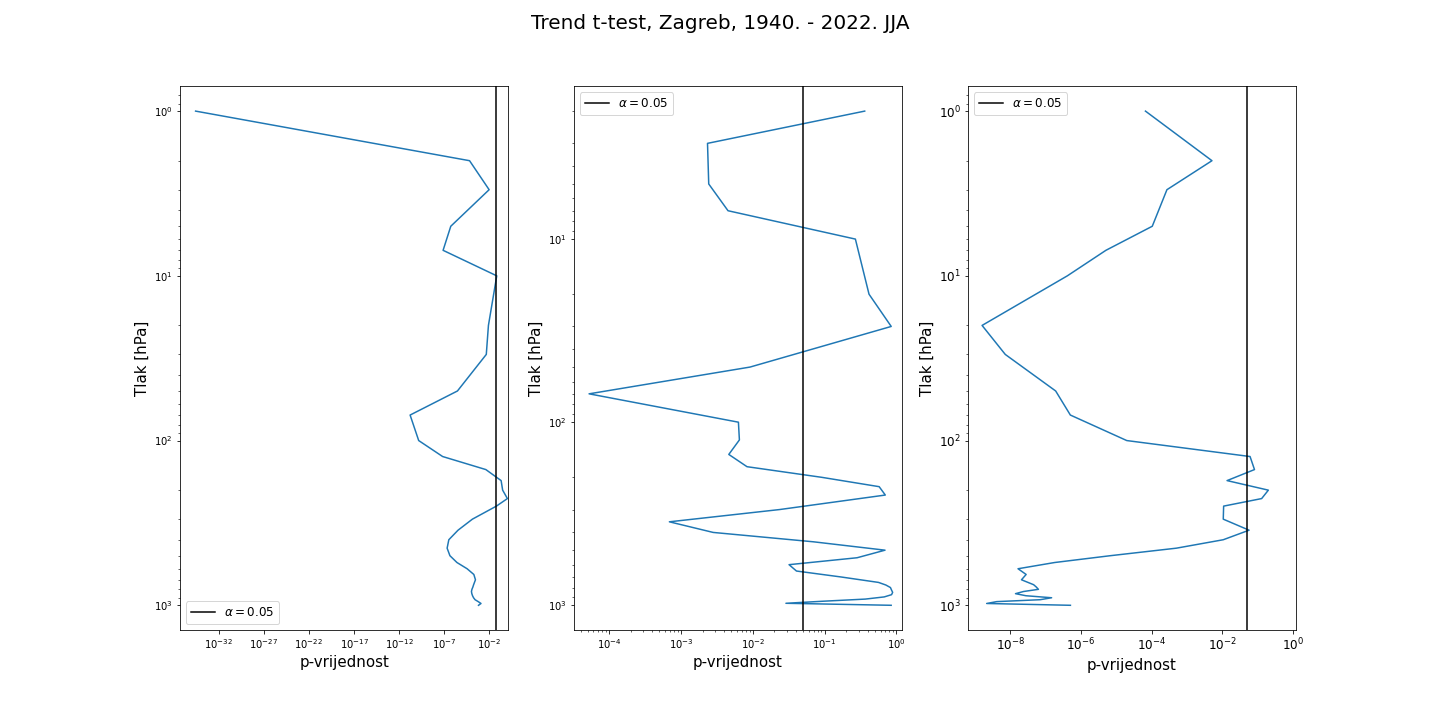 Trend t-test, Zagreb, 1940. - 2022. JJA
Tlak [hPa]
10⁰
10¹
10²
10³
α = 0.05
10⁻³² 10⁻²⁷ 10⁻²² 10⁻¹⁷ 10⁻¹² 10⁻⁷ 10⁻²
p-vrijednost
Tlak [hPa]
10¹
10²
10³
α = 0.05
10⁻⁴ 10⁻³ 10⁻² 10⁻¹ 10⁰
p-vrijednost
Tlak [hPa]
10⁰
10¹
10²
10³
α = 0.05
10⁻⁸ 10⁻⁶ 10⁻⁴ 10⁻² 10⁰
p-vrijednost